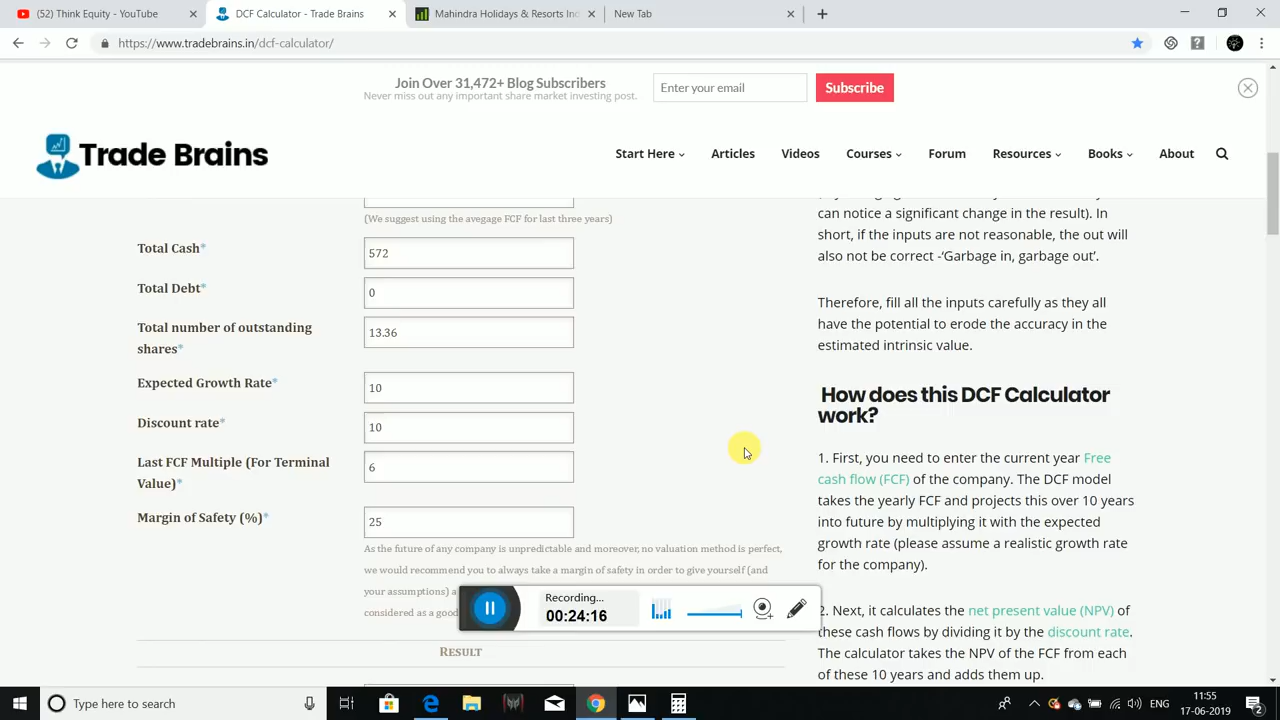 (52) Think Equity - YouTube
DCF Calculator - Trade Brains
Mahindra Holidays & Resorts Inc
New Tab
https://www.tradebrains.in/dcf-calculator/
Join Over 31,472+ Blog Subscribers
Never miss out any important share market investing post.
Enter your email
Subscribe
Trade Brains
Start Here
Articles
Videos
Courses
Forum
Resources
Books
About
(We suggest using the avegage FCF for last three years)
Total Cash*
572
Total Debt*
0
Total number of outstanding
shares*
13.36
Expected Growth Rate*
10
Discount rate*
10
Last FCF Multiple (For Terminal
Value)*
6
Margin of Safety (%)*
25
As the future of any company is unpredictable and moreover, no valuation method is perfect,
we would recommend you to always take a margin of safety in order to give yourself (and
your assumptions)
considered as a good
RESULT
can notice a significant change in the result). In
short, if the inputs are not reasonable, the out will
also not be correct -‘Garbage in, garbage out’.
Therefore, fill all the inputs carefully as they all
have the potential to erode the accuracy in the
estimated intrinsic value.
How does this DCF Calculator
work?
1. First, you need to enter the current year Free
cash flow (FCF) of the company. The DCF model
takes the yearly FCF and projects this over 10 years
into future by multiplying it with the expected
growth rate (please assume a realistic growth rate
for the company).
2. Next, it calculates the net present value (NPV) of
these cash flows by dividing it by the discount rate.
The calculator takes the NPV of the FCF from each
of these 10 years and adds them up.
Recording...
00:24:16
Type here to search
ENG
11:55
17-06-2019
2